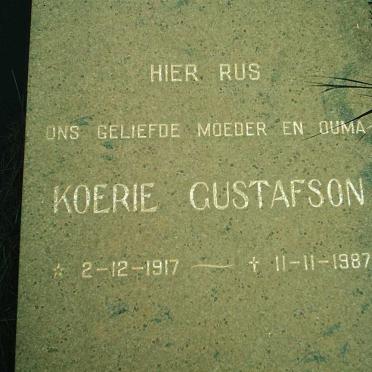 HIER RUS
ONS GELIEFDE MOEDER EN OUMA
KOERIE GUSTAFSON
☆ 2-12-1917 — ✝ 11-11-1987